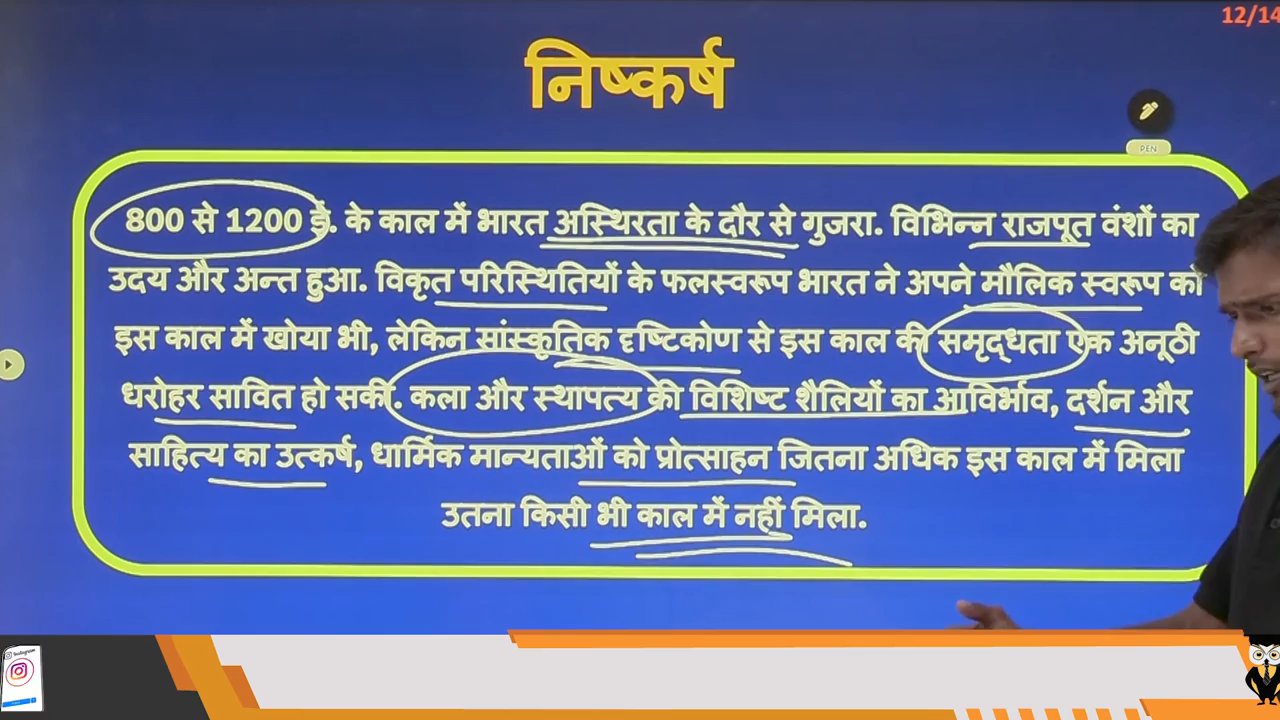 12/14
निष्कर्ष
PEN
800 से 1200 ई. के काल में भारत अस्थिरता के दौर से गुजरा. विभिन्न राजपूत वंशों का
उदय और अन्त हुआ. विकृत परिस्थितियों के फलस्वरूप भारत ने अपने मौलिक स्वरूप को
इस काल में खोया भी, लेकिन सांस्कृतिक दृष्टिकोण से इस काल की समृद्धता एक अनूठी
धरोहर सावित हो सकी. कला और स्थापत्य की विशिष्ट शैलियों का आविर्भाव, दर्शन और
साहित्य का उत्कर्ष, धार्मिक मान्यताओं को प्रोत्साहन जितना अधिक इस काल में मिला
उतना किसी भी काल में नहीं मिला.
Instagram